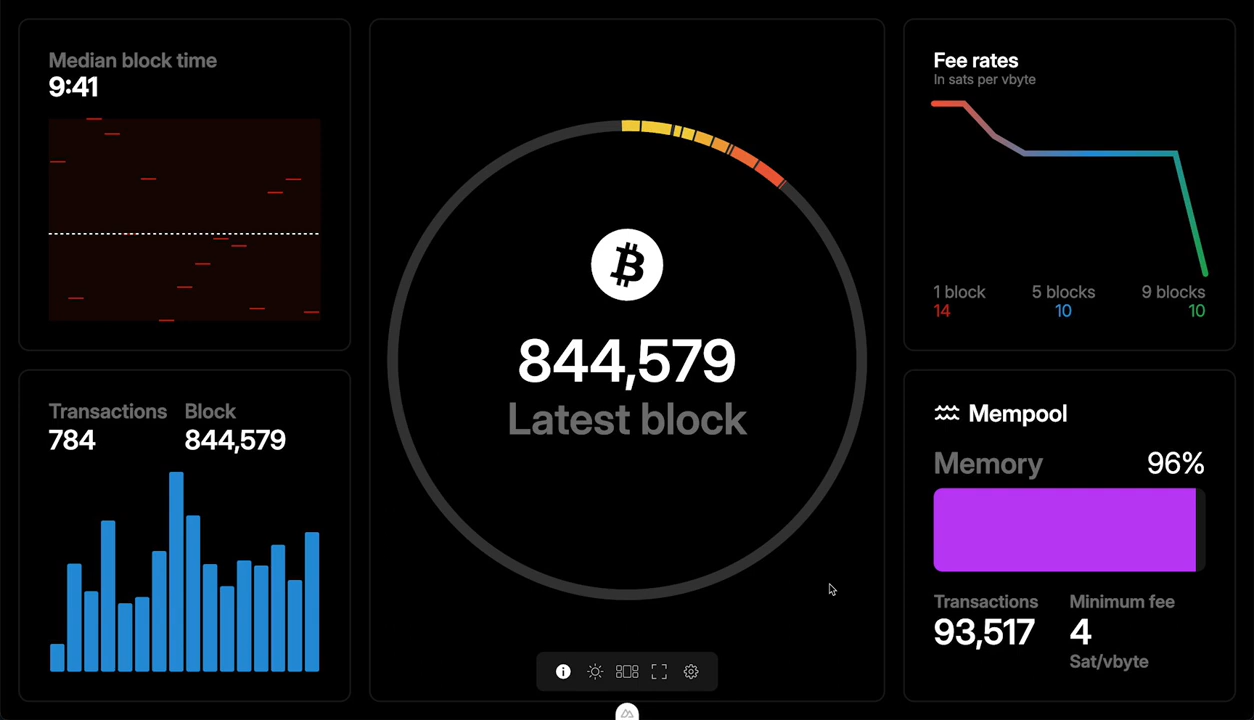 Median block time
9:41
Transactions Block
784 844,579
844,579
Latest block
Fee rates
In sats per vbyte
1 block 5 blocks 9 blocks
14 10 10
Mempool
Memory 96%
Transactions Minimum fee
93,517 4
Sat/vbyte